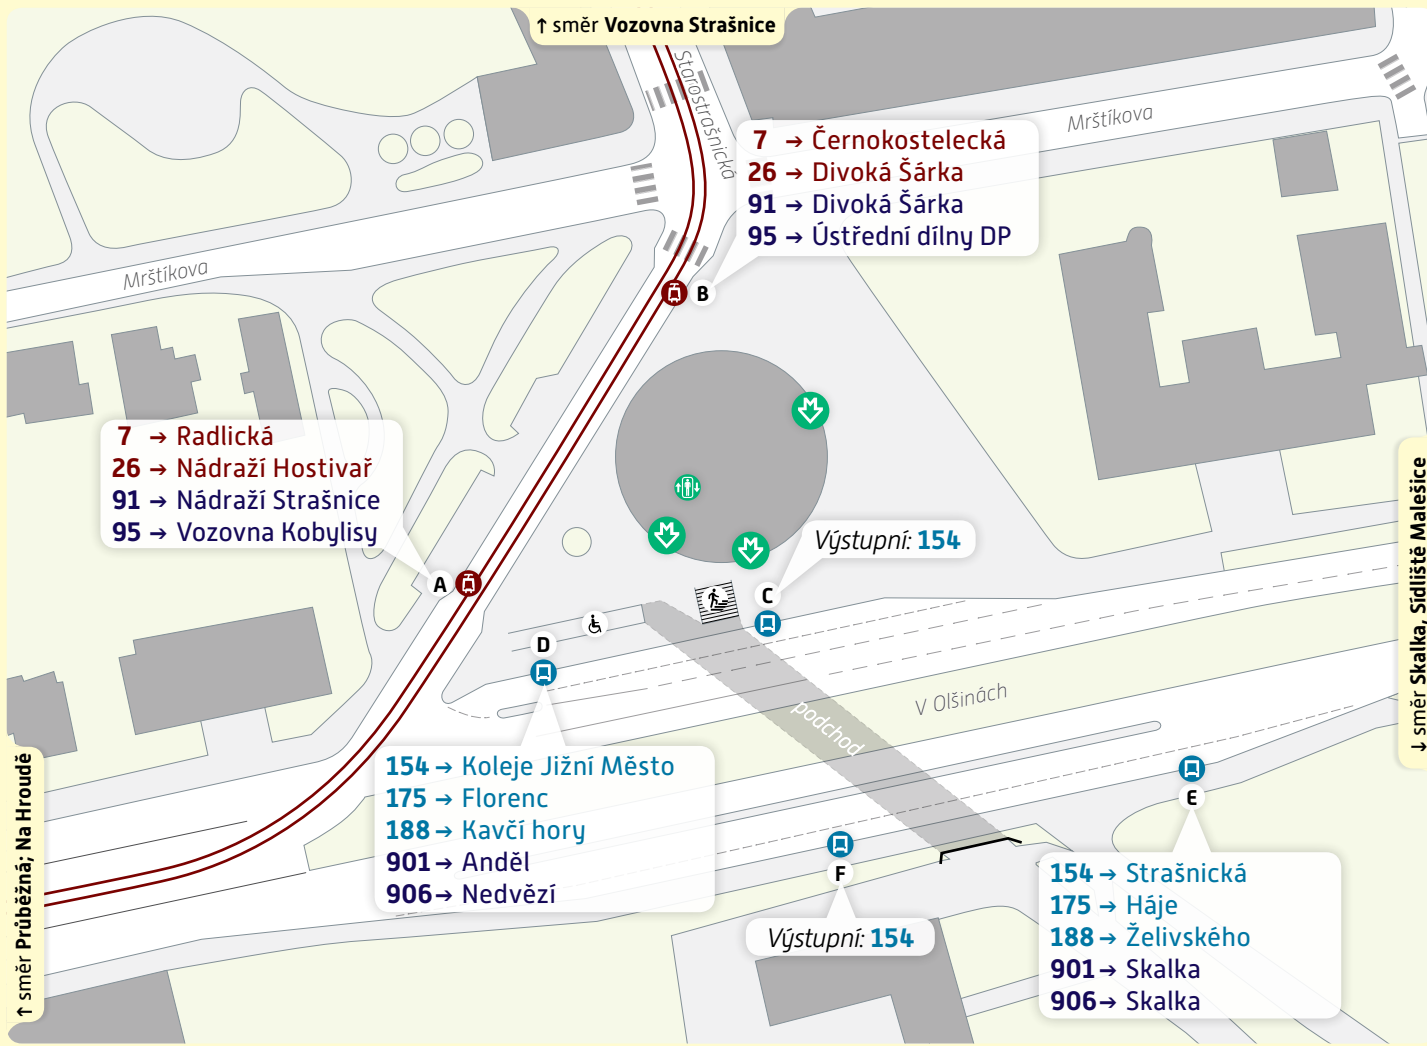 ↑ směr Vozovna Strašnice
Starostrašnická
Mrštíkova
7 → Černokostelecká
26 → Divoká Šárka
91 → Divoká Šárka
95 → Ústřední dílny DP
B
Mrštíkova
7 → Radlická
26 → Nádraží Hostivař
91 → Nádraží Strašnice
95 → Vozovna Kobylisy
A
Výstupní: 154
C
D
podchod
V Olšinách
↓ směr Skalka, Sídliště Malešice
154 → Koleje Jižní Město
175 → Florenc
188 → Kavčí hory
901 → Anděl
906 → Nedvězí
E
154 → Strašnická
175 → Háje
188 → Želivského
901 → Skalka
906 → Skalka
F
Výstupní: 154
↑ směr Průběžná; Na Hroudě